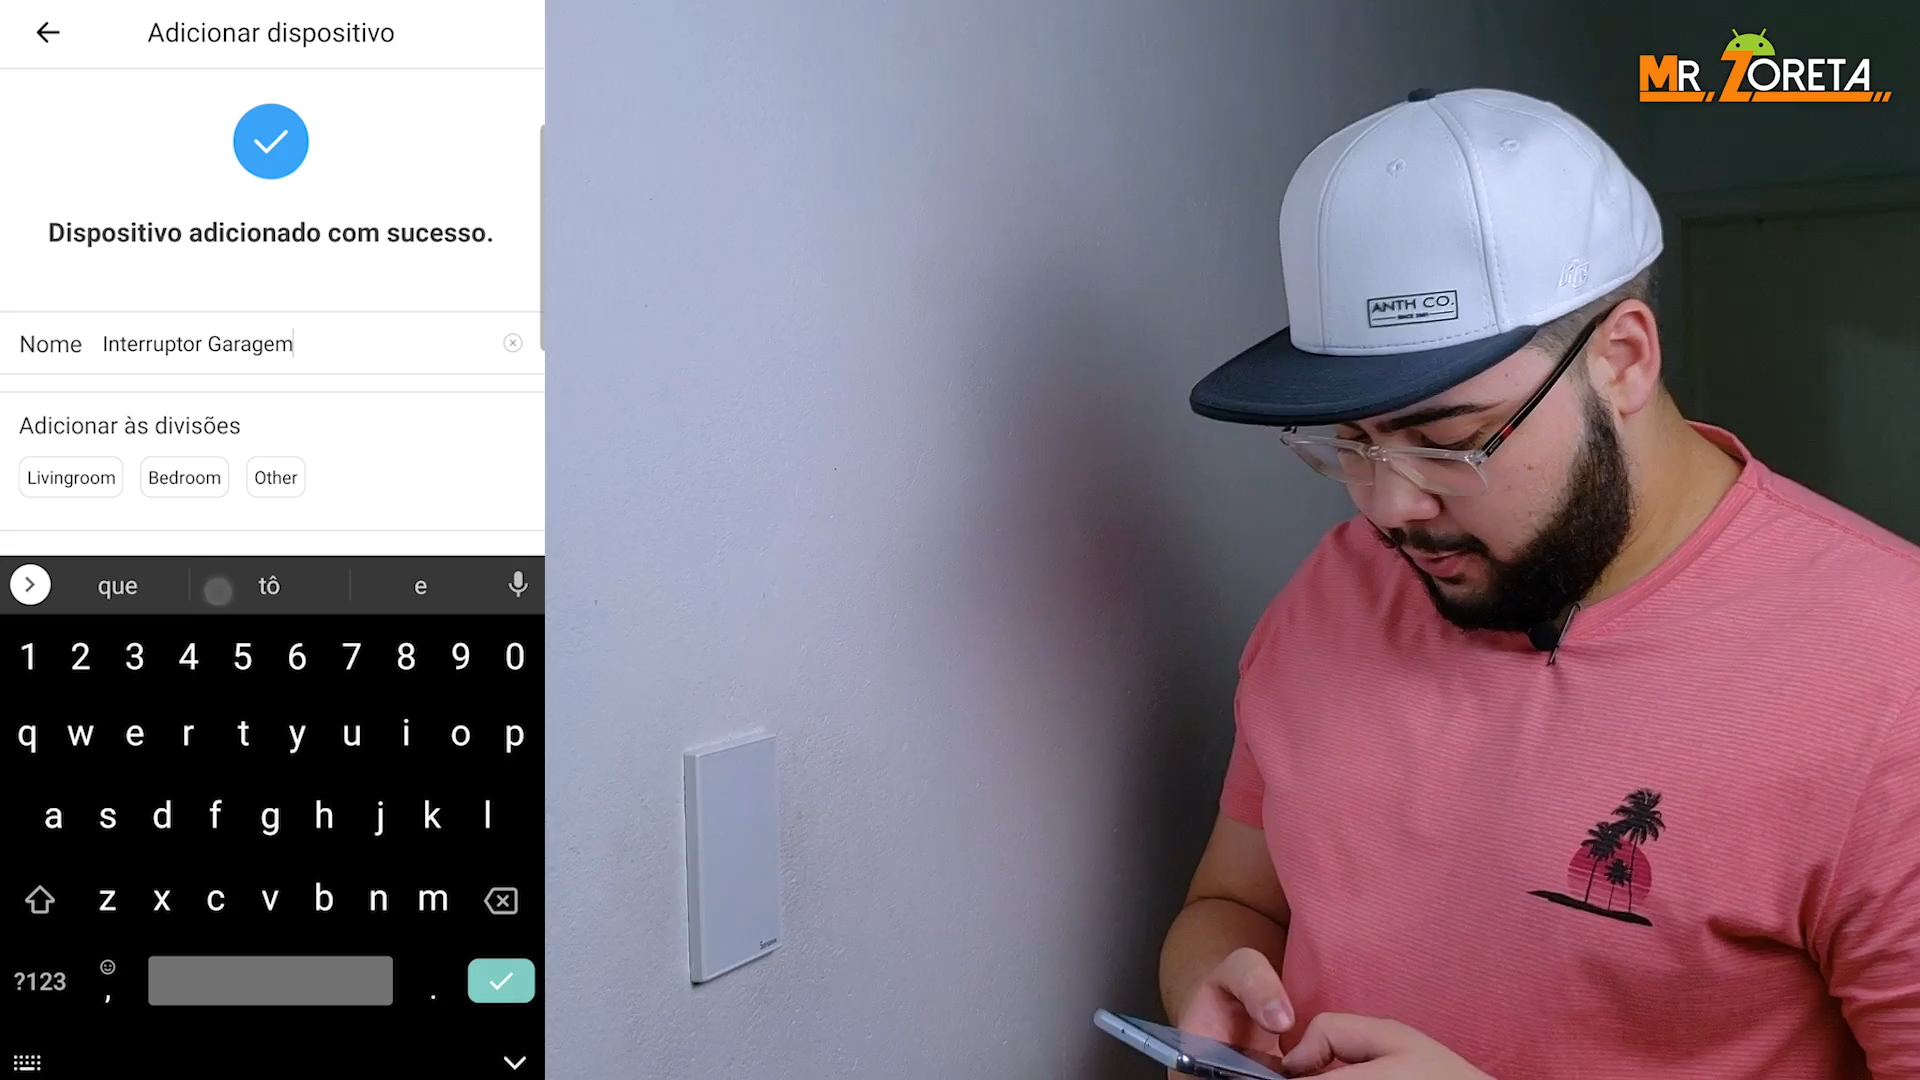 Adicionar dispositivo
Dispositivo adicionado com sucesso.
Nome Interruptor Garagem
Adicionar às divisões
Livingroom Bedroom Other
que tô e
1 2 3 4 5 6 7 8 9 0
q w e r t y u i o p
a s d f g h j k l
z x c v b n m
?123 , .
MR. ZORETA
ANTH CO.
Sonoff